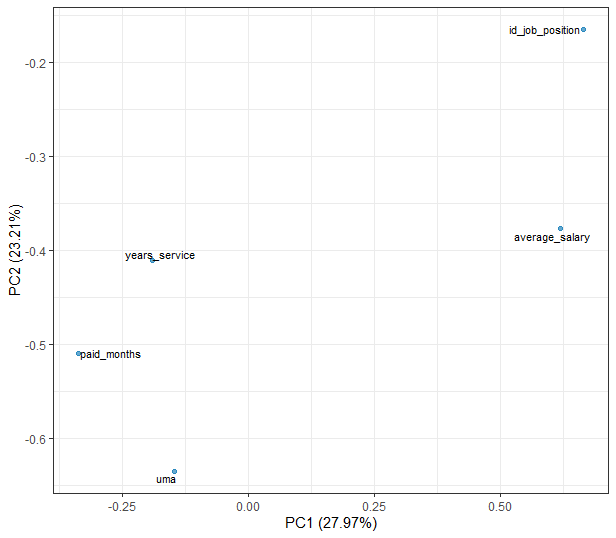 id_job_position
-0.2
-0.3
average_salary
-0.4
years_service
PC2 (23.21%)
-0.5
paid_months
-0.6
uma
-0.25
0.00
0.25
0.50
PC1 (27.97%)